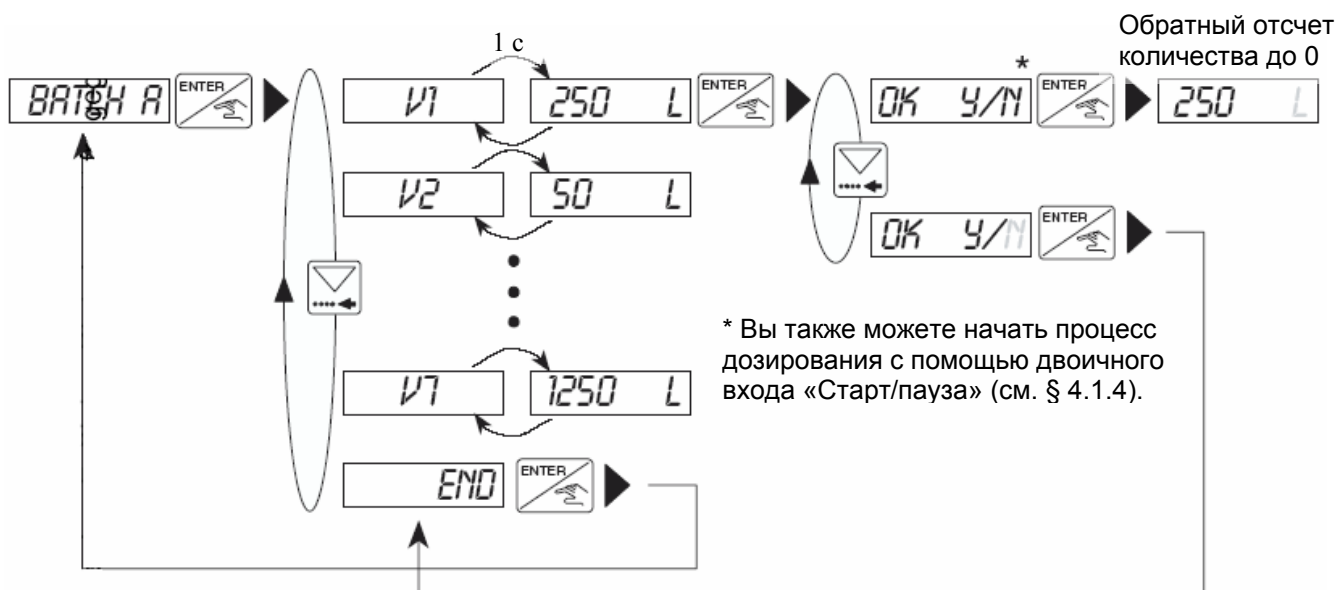 Обратный отсчет
количества до 0
1 с
*
BATCH A
ENTER
V1
250 L
ENTER
OK Y/N
ENTER
250 L
V2
50 L
OK Y/N
ENTER
* Вы также можете начать процесс
дозирования с помощью двоичного
входа «Старт/пауза» (см. § 4.1.4).
V7
1250 L
END
ENTER